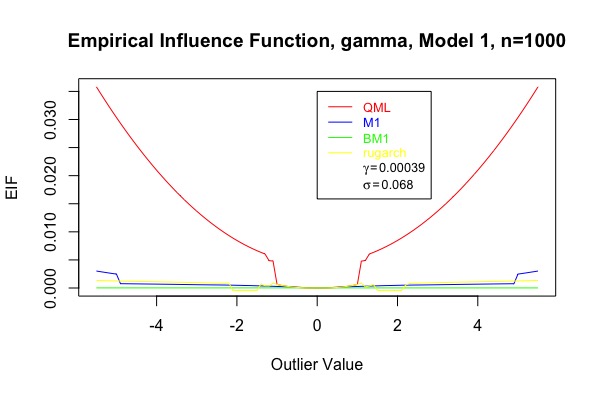 Empirical Influence Function, gamma, Model 1, n=1000
EIF
0.000 0.010 0.020 0.030
QML
M1
BM1
rugarch
γ=0.00039
σ=0.068
-4 -2 0 2 4
Outlier Value